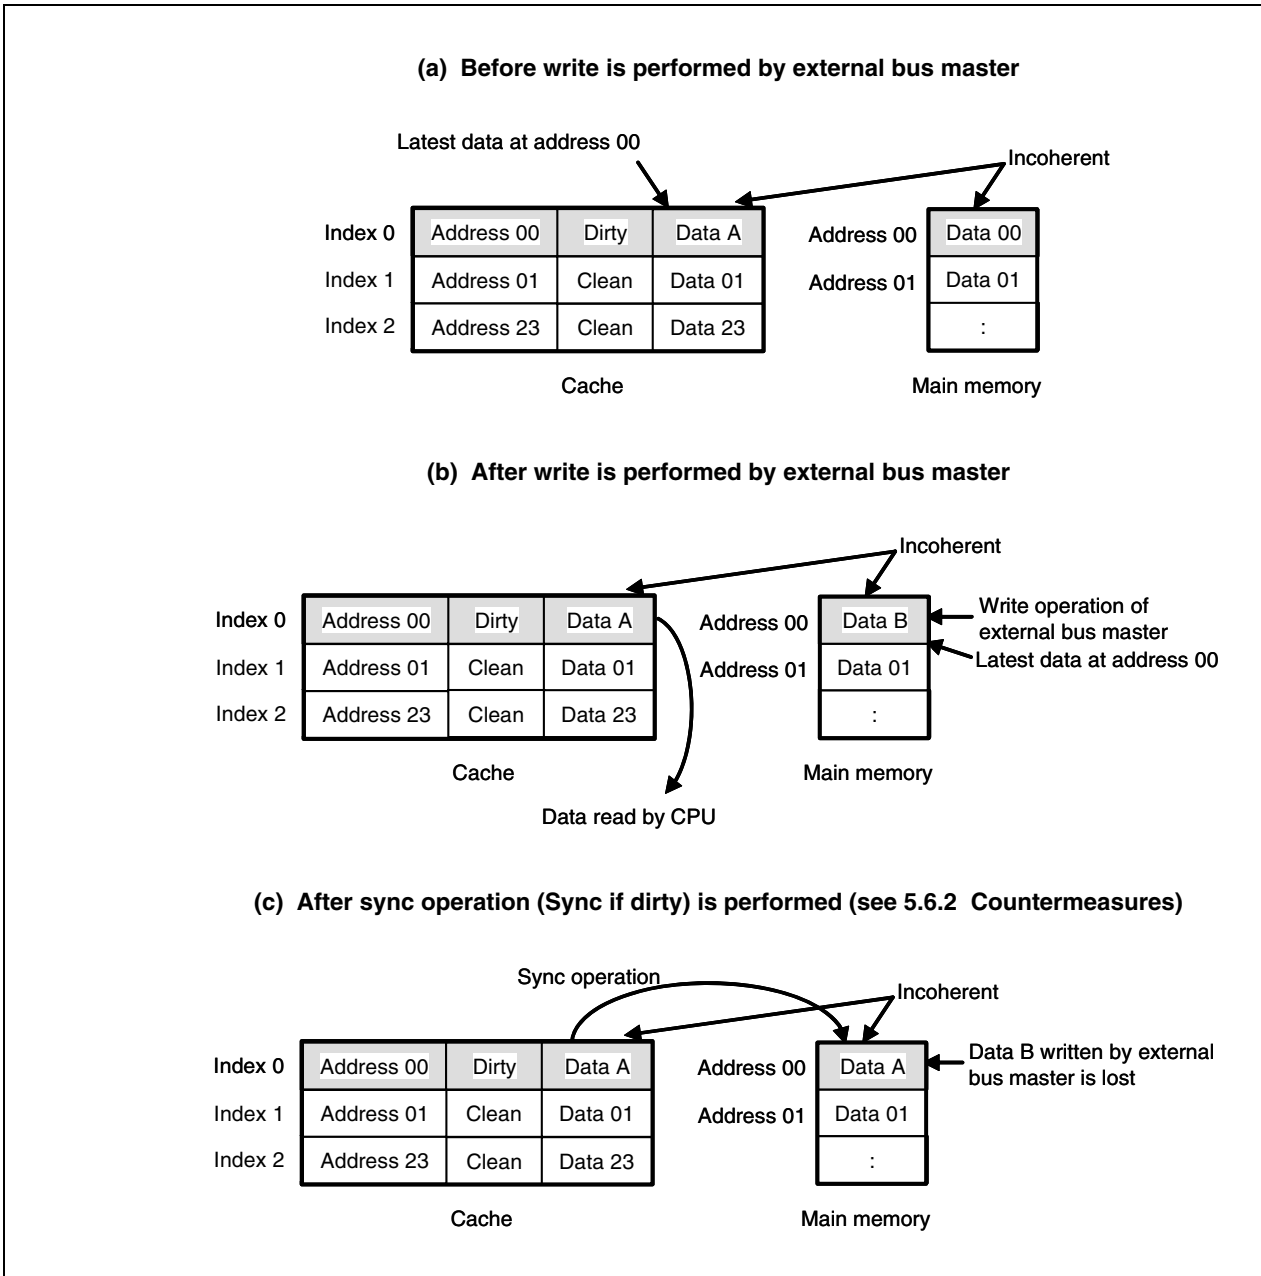 (a) Before write is performed by external bus master
Latest data at address 00
Incoherent
Index 0 Address 00 Dirty Data A Address 00 Data 00
Index 1 Address 01 Clean Data 01 Address 01 Data 01
Index 2 Address 23 Clean Data 23 :
Cache Main memory
(b) After write is performed by external bus master
Incoherent
Index 0 Address 00 Dirty Data A Address 00 Data B Write operation of
external bus master
Index 1 Address 01 Clean Data 01 Address 01 Data 01 Latest data at address 00
Index 2 Address 23 Clean Data 23 :
Cache Main memory
Data read by CPU
(c) After sync operation (Sync if dirty) is performed (see 5.6.2 Countermeasures)
Sync operation
Incoherent
Index 0 Address 00 Dirty Data A Address 00 Data A Data B written by external
bus master is lost
Index 1 Address 01 Clean Data 01 Address 01 Data 01
Index 2 Address 23 Clean Data 23 :
Cache Main memory